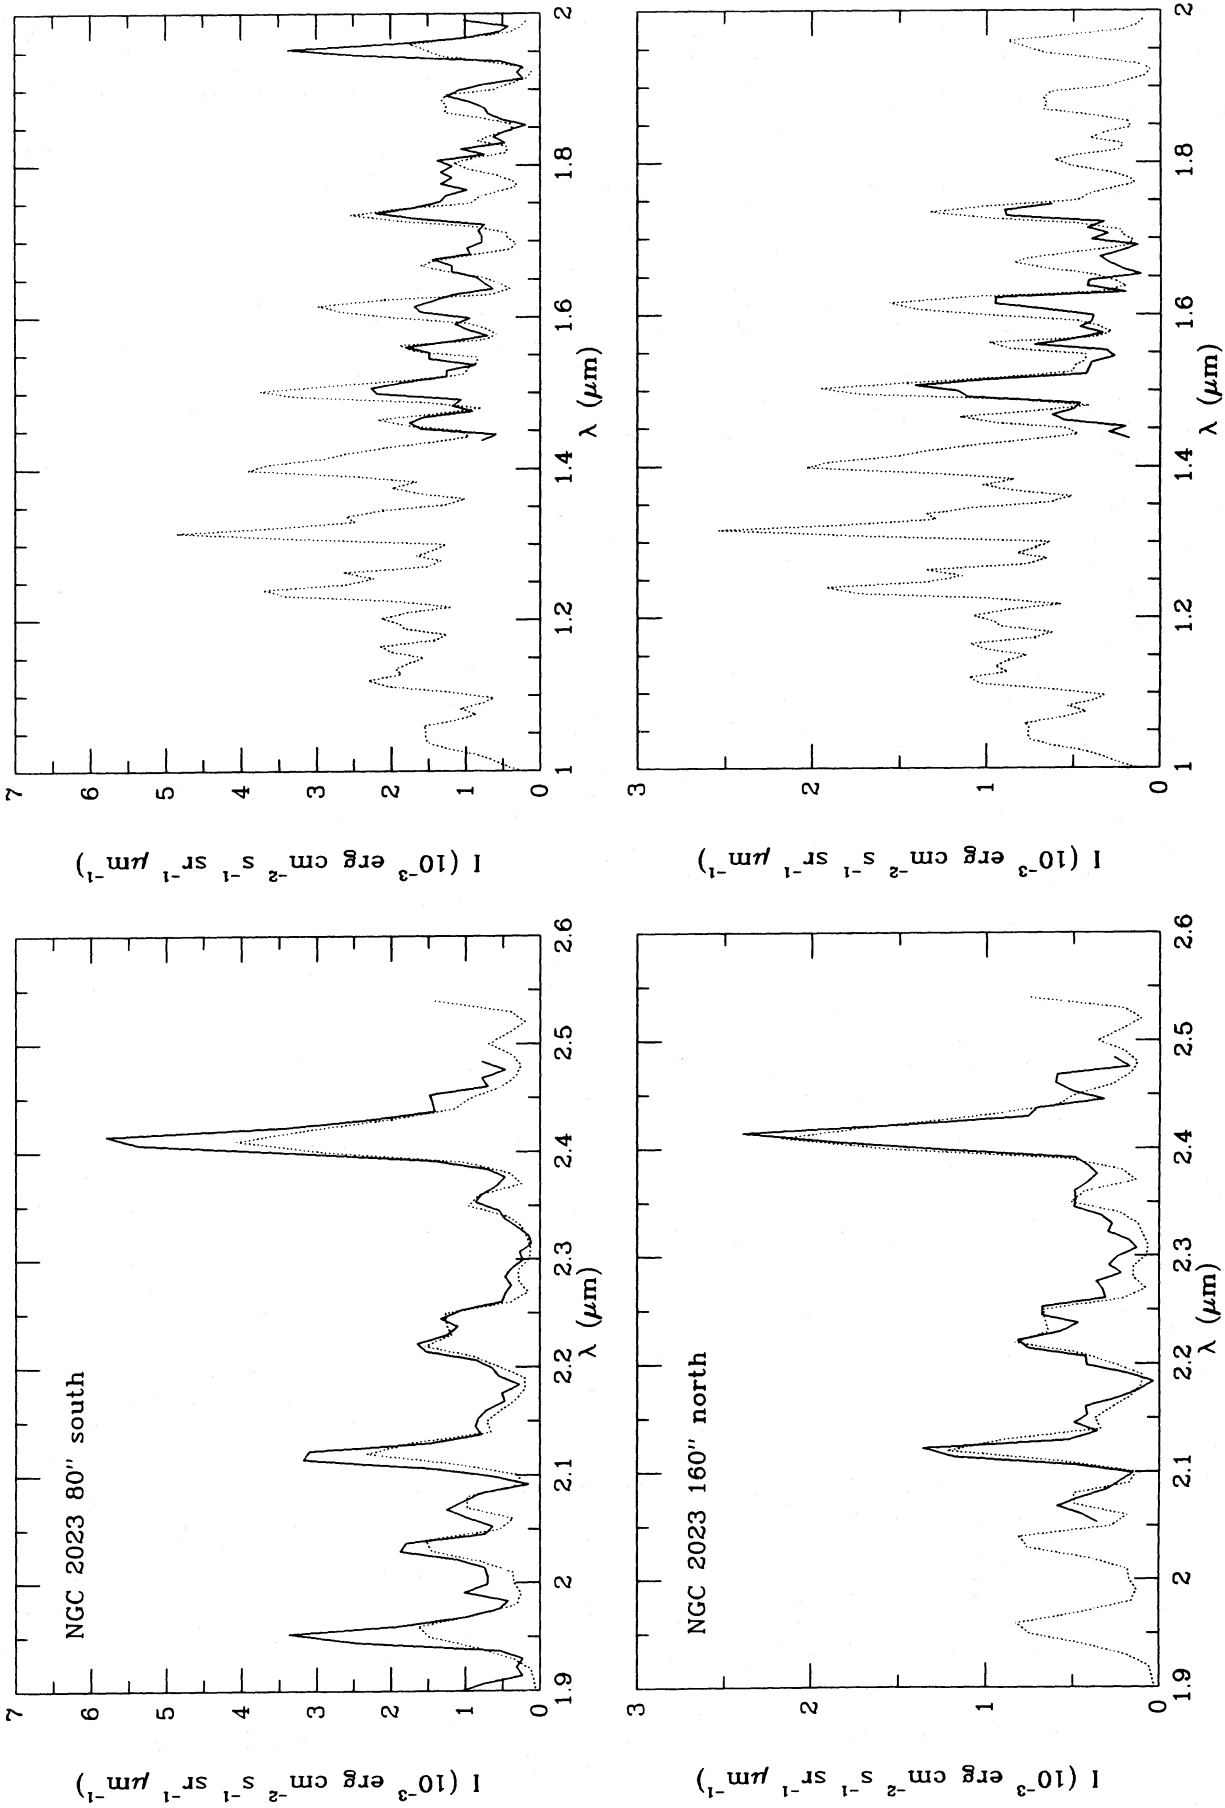 I (10⁻³ erg cm⁻² s⁻¹ sr⁻¹ μm⁻¹)
7
6
5
4
3
2
1
0
NGC 2023 80″ south
1.9 2 2.1 2.2 2.3 2.4 2.5 2.6
λ (μm)
I (10⁻³ erg cm⁻² s⁻¹ sr⁻¹ μm⁻¹)
7
6
5
4
3
2
1
0
1 1.2 1.4 1.6 1.8 2
λ (μm)
I (10⁻³ erg cm⁻² s⁻¹ sr⁻¹ μm⁻¹)
3
2
1
0
NGC 2023 160″ north
1.9 2 2.1 2.2 2.3 2.4 2.5 2.6
λ (μm)
I (10⁻³ erg cm⁻² s⁻¹ sr⁻¹ μm⁻¹)
3
2
1
0
1 1.2 1.4 1.6 1.8 2
λ (μm)